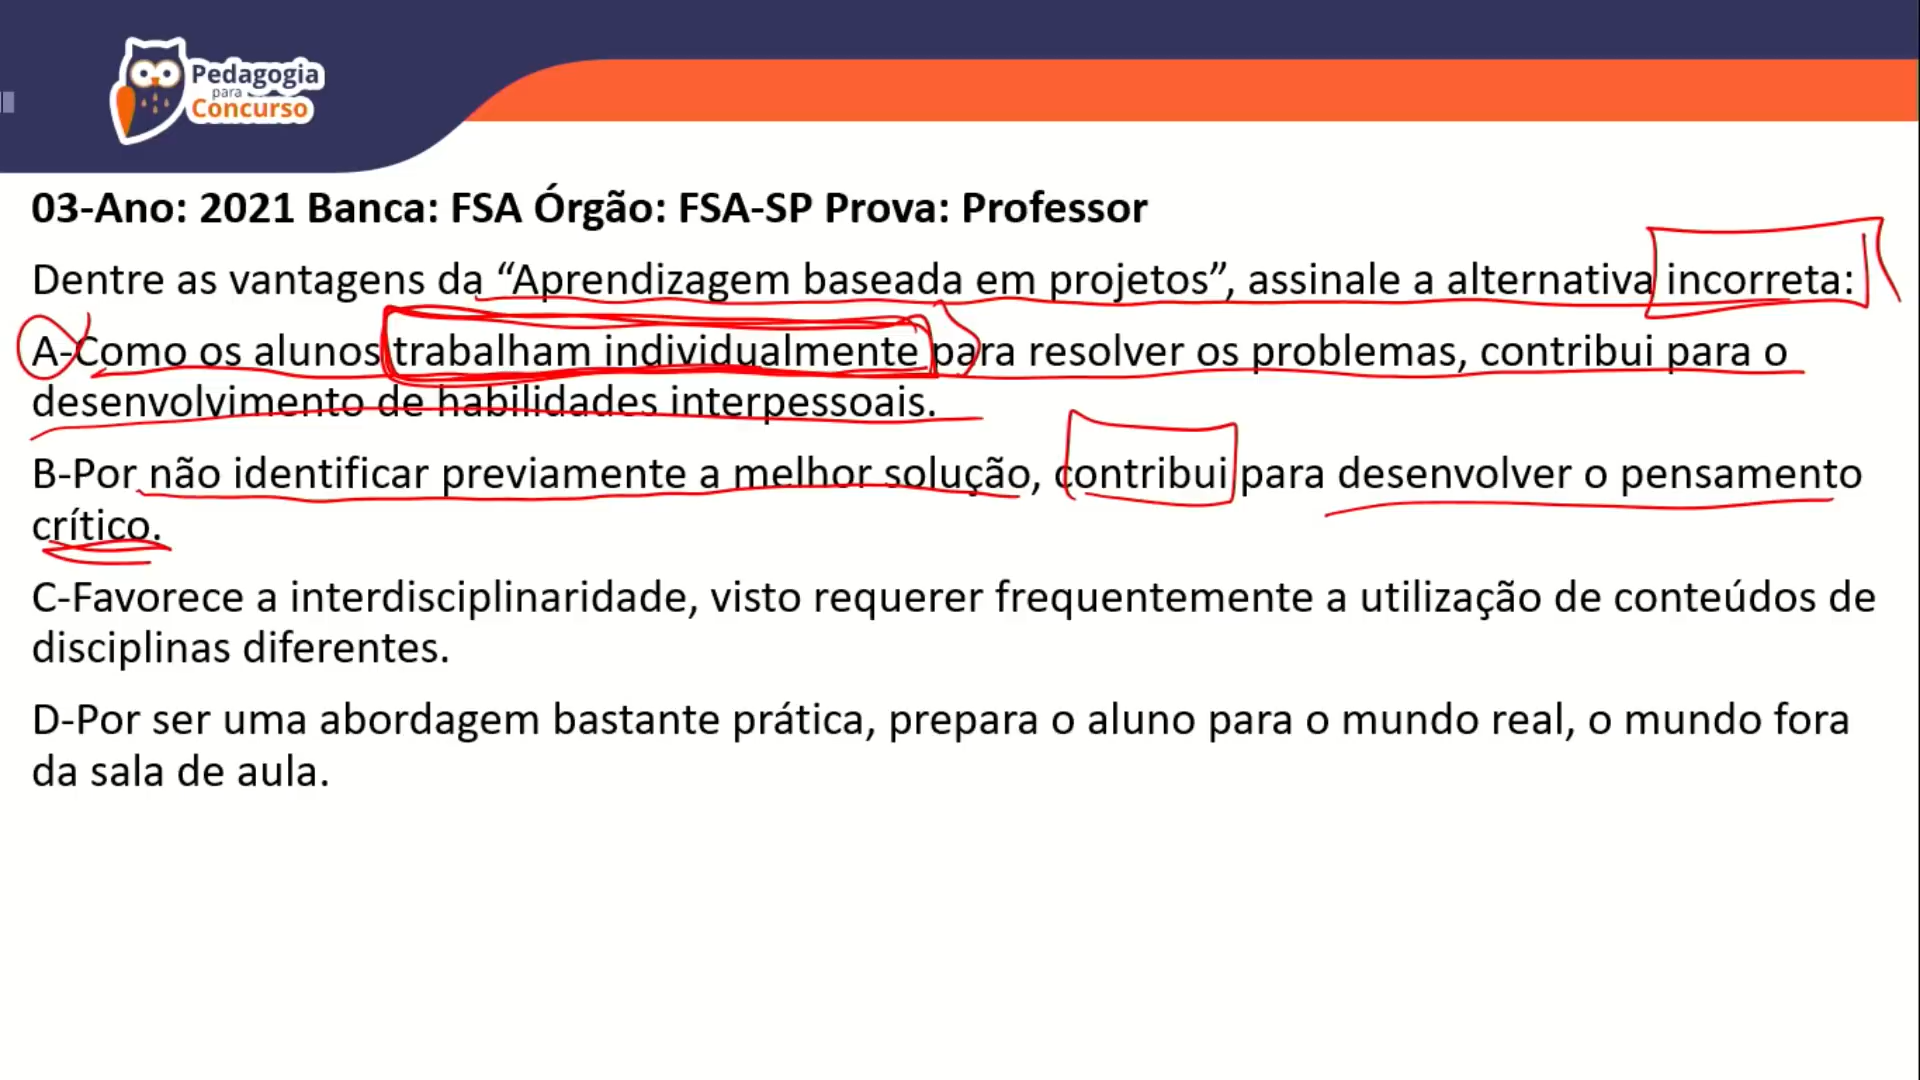 Pedagogia
para
Concurso
03-Ano: 2021 Banca: FSA Órgão: FSA-SP Prova: Professor
Dentre as vantagens da “Aprendizagem baseada em projetos”, assinale a alternativa incorreta:
A-Como os alunos trabalham individualmente para resolver os problemas, contribui para o
desenvolvimento de habilidades interpessoais.
B-Por não identificar previamente a melhor solução, contribui para desenvolver o pensamento
crítico.
C-Favorece a interdisciplinaridade, visto requerer frequentemente a utilização de conteúdos de
disciplinas diferentes.
D-Por ser uma abordagem bastante prática, prepara o aluno para o mundo real, o mundo fora
da sala de aula.